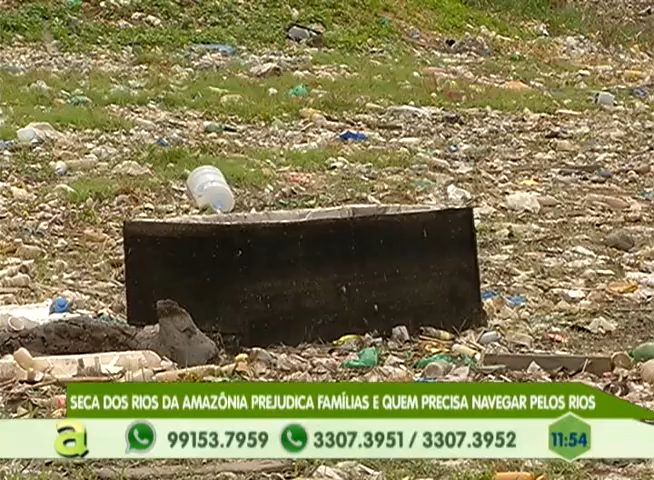 SECA DOS RIOS DA AMAZÔNIA PREJUDICA FAMÍLIAS E QUEM PRECISA NAVEGAR PELOS RIOS
a 99153.7959 3307.3951 / 3307.3952 11:54